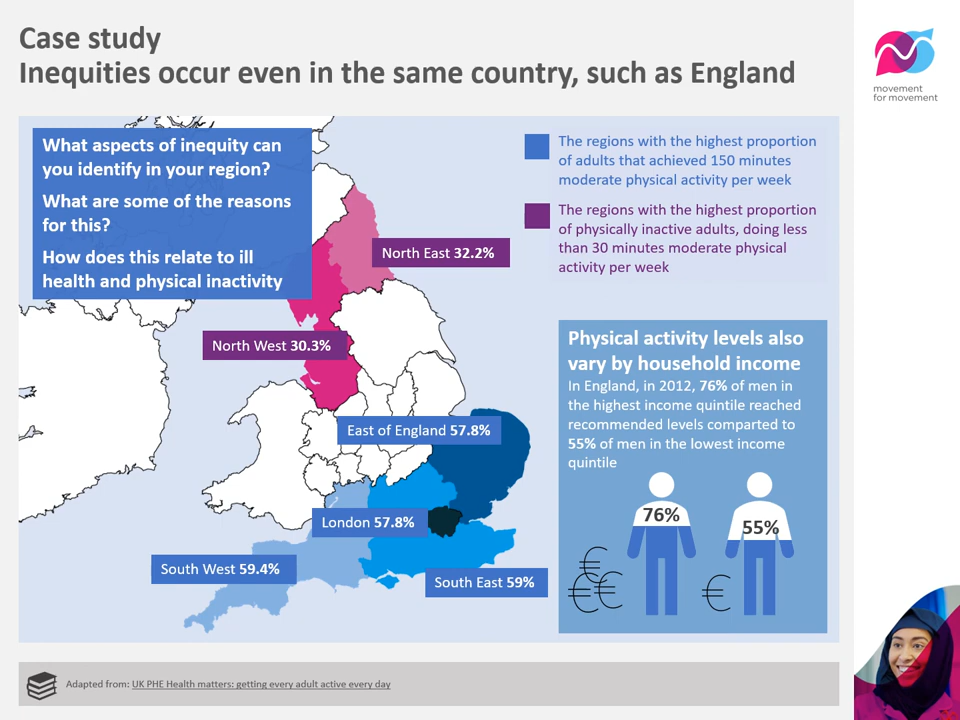 Case study
Inequities occur even in the same country, such as England
movement
for movement
What aspects of inequity can
you identify in your region?
What are some of the reasons
for this?
How does this relate to ill
health and physical inactivity
The regions with the highest proportion
of adults that achieved 150 minutes
moderate physical activity per week
The regions with the highest proportion
of physically inactive adults, doing less
than 30 minutes moderate physical
activity per week
North East 32.2%
North West 30.3%
East of England 57.8%
London 57.8%
South West 59.4%
South East 59%
Physical activity levels also
vary by household income
In England, in 2012, 76% of men in
the highest income quintile reached
recommended levels comparted to
55% of men in the lowest income
quintile
76%
55%
€
€€
€
Adapted from: UK PHE Health matters: getting every adult active every day